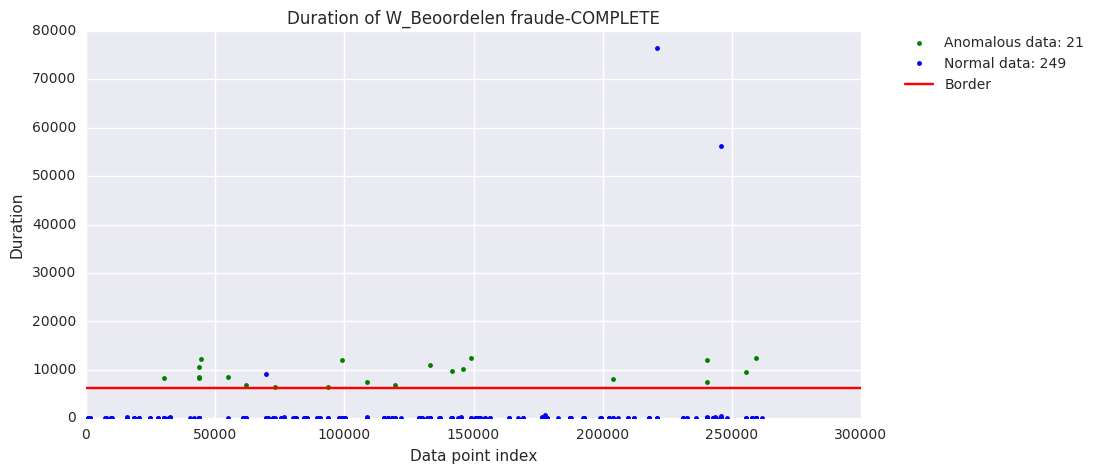 Duration of W_Beoordelen fraude-COMPLETE
80000
70000
60000
50000
40000
30000
20000
10000
0
Duration
0
50000
100000
150000
200000
250000
300000
Data point index
Anomalous data: 21
Normal data: 249
Border